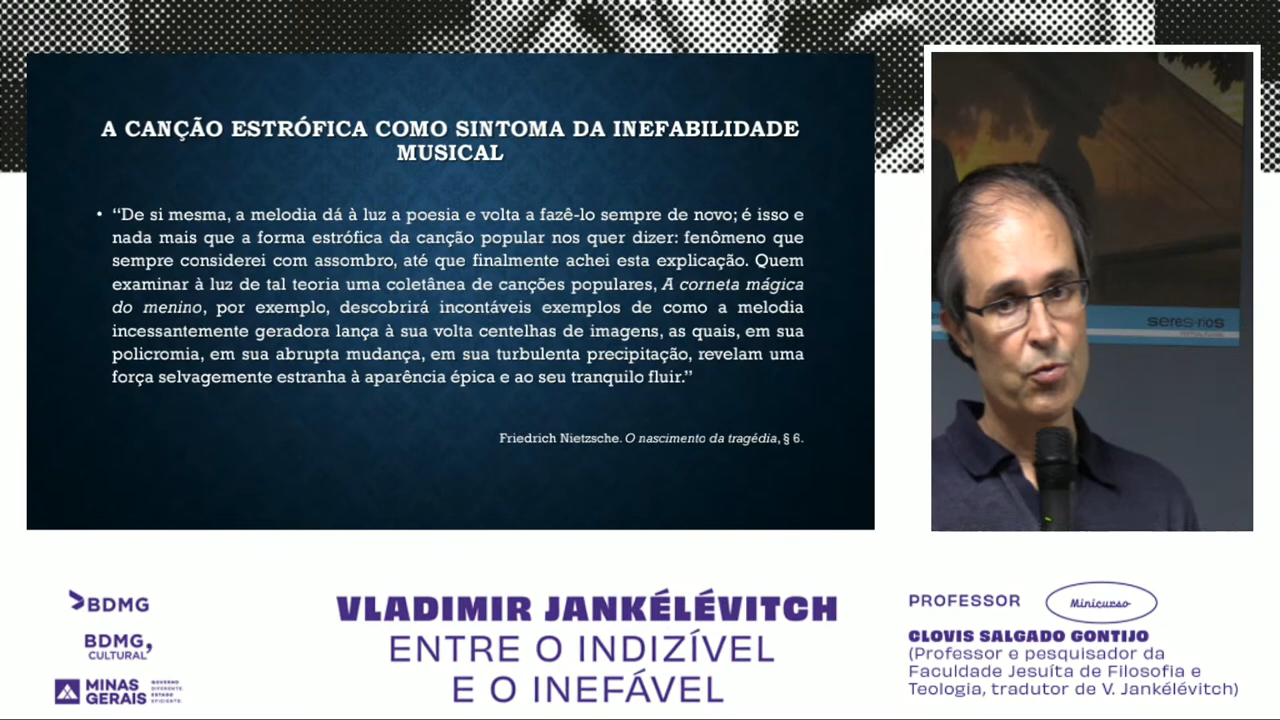 A CANÇÃO ESTRÓFICA COMO SINTOMA DA INEFABILIDADE
MUSICAL
• “De si mesma, a melodia dá à luz a poesia e volta a fazê-lo sempre de novo; é isso e
nada mais que a forma estrófica da canção popular nos quer dizer: fenômeno que
sempre considerei com assombro, até que finalmente achei esta explicação. Quem
examinar à luz de tal teoria uma coletânea de canções populares, A corneta mágica
do menino, por exemplo, descobrirá incontáveis exemplos de como a melodia
incessantemente geradora lança à sua volta centelhas de imagens, as quais, em sua
policromia, em sua abrupta mudança, em sua turbulenta precipitação, revelam uma
força selvagemente estranha à aparência épica e ao seu tranquilo fluir.”
Friedrich Nietzsche. O nascimento da tragédia, § 6.
seres-rios
BDMG
BDMG,
CULTURAL
MINAS
GERAIS
GOVERNO
DIFERENTE.
ESTADO
EFICIENTE.
VLADIMIR JANKÉLÉVITCH
ENTRE O INDIZÍVEL
E O INEFÁVEL
PROFESSOR
Minicurso
CLOVIS SALGADO GONTIJO
(Professor e pesquisador da
Faculdade Jesuíta de Filosofia e
Teologia, tradutor de V. Jankélévitch)